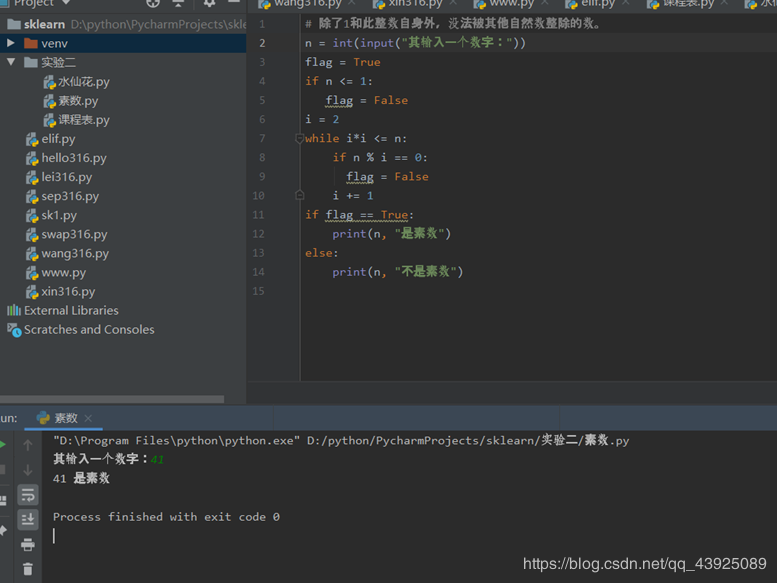 Project
wang316.py
xin316.py
www.py
elif.py
课程表.py
sklearn D:\python\PycharmProjects\skle
venv
实验二
水仙花.py
素数.py
课程表.py
elif.py
hello316.py
lei316.py
sep316.py
sk1.py
swap316.py
wang316.py
www.py
xin316.py
External Libraries
Scratches and Consoles
1 # 除了1和此整数自身外，没法被其他自然数整除的数。
2 n = int(input("其输入一个数字："))
3 flag = True
4 if n <= 1:
5 flag = False
6 i = 2
7 while i*i <= n:
8 if n % i == 0:
9 flag = False
10 i += 1
11 if flag == True:
12 print(n, "是素数")
13 else:
14 print(n, "不是素数")
15
un: 素数
"D:\Program Files\python\python.exe" D:/python/PycharmProjects/sklearn/实验二/素数.py
其输入一个数字：41
41 是素数
Process finished with exit code 0
https://blog.csdn.net/qq_43925089